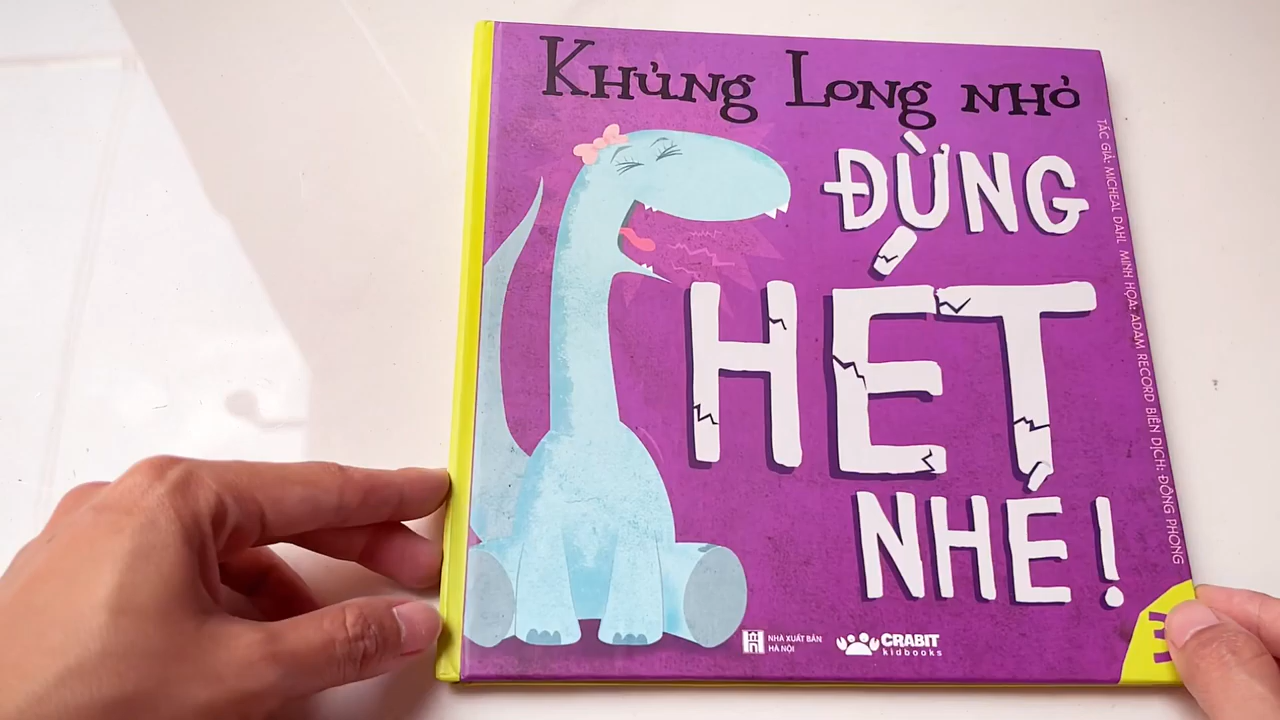 Khủng Long nhỏ
ĐỪNG
HÉT
NHÉ!
TÁC GIẢ: MICHEAL DAHL MINH HỌA: ADAM RECORD BIÊN DỊCH: ĐÔNG PHONG
NHÀ XUẤT BẢN
HÀ NỘI
CRABIT
kidbooks